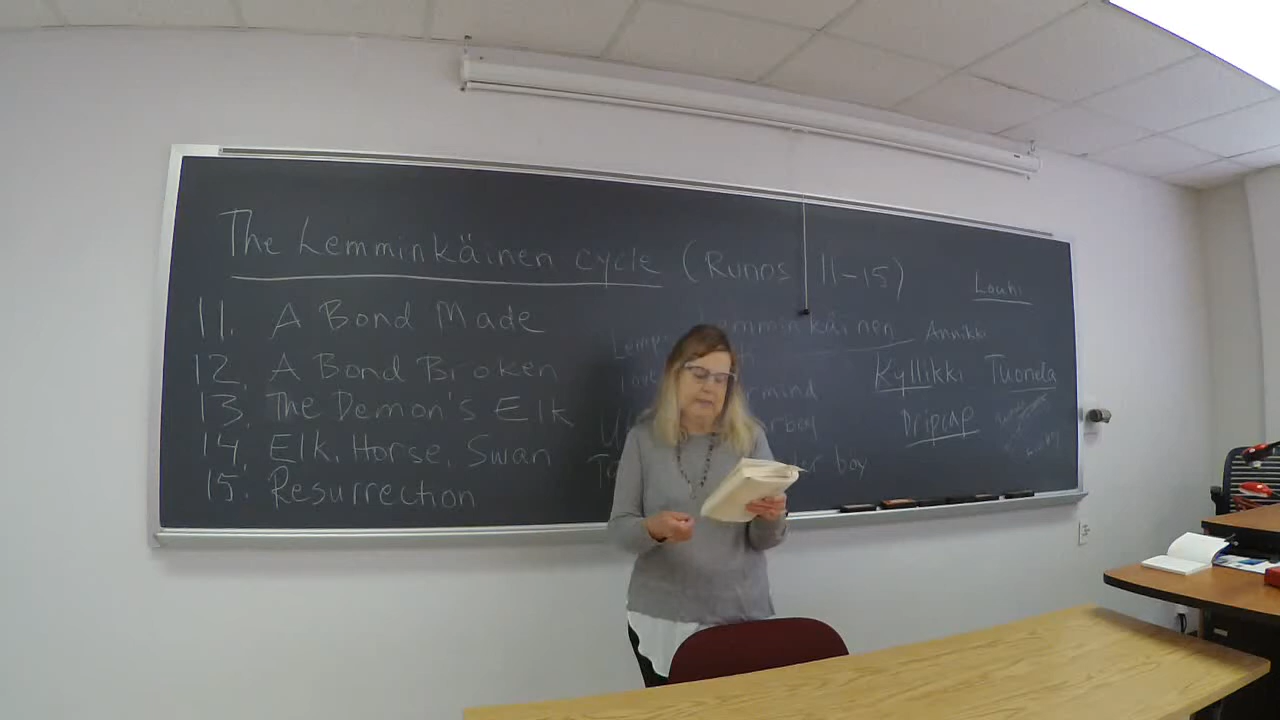 The Lemminkäinen cycle (Runos 11-15)
11. A Bond Made
12. A Bond Broken
13. The Demon's Elk
14. Elk, Horse, Swan
15. Resurrection
Lemminkäinen
Louhi
Annikki
Kyllikki
Tuonela
Dripcap
boy